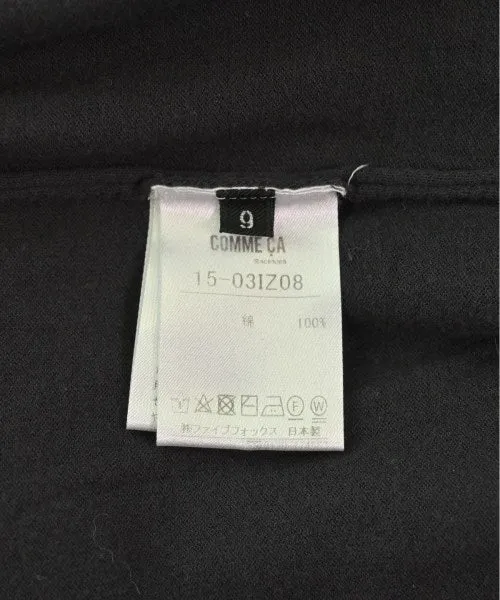 9
COMME ÇA
15-03IZ08
綿 100%
F W
㈱ファイブフォックス 日本製